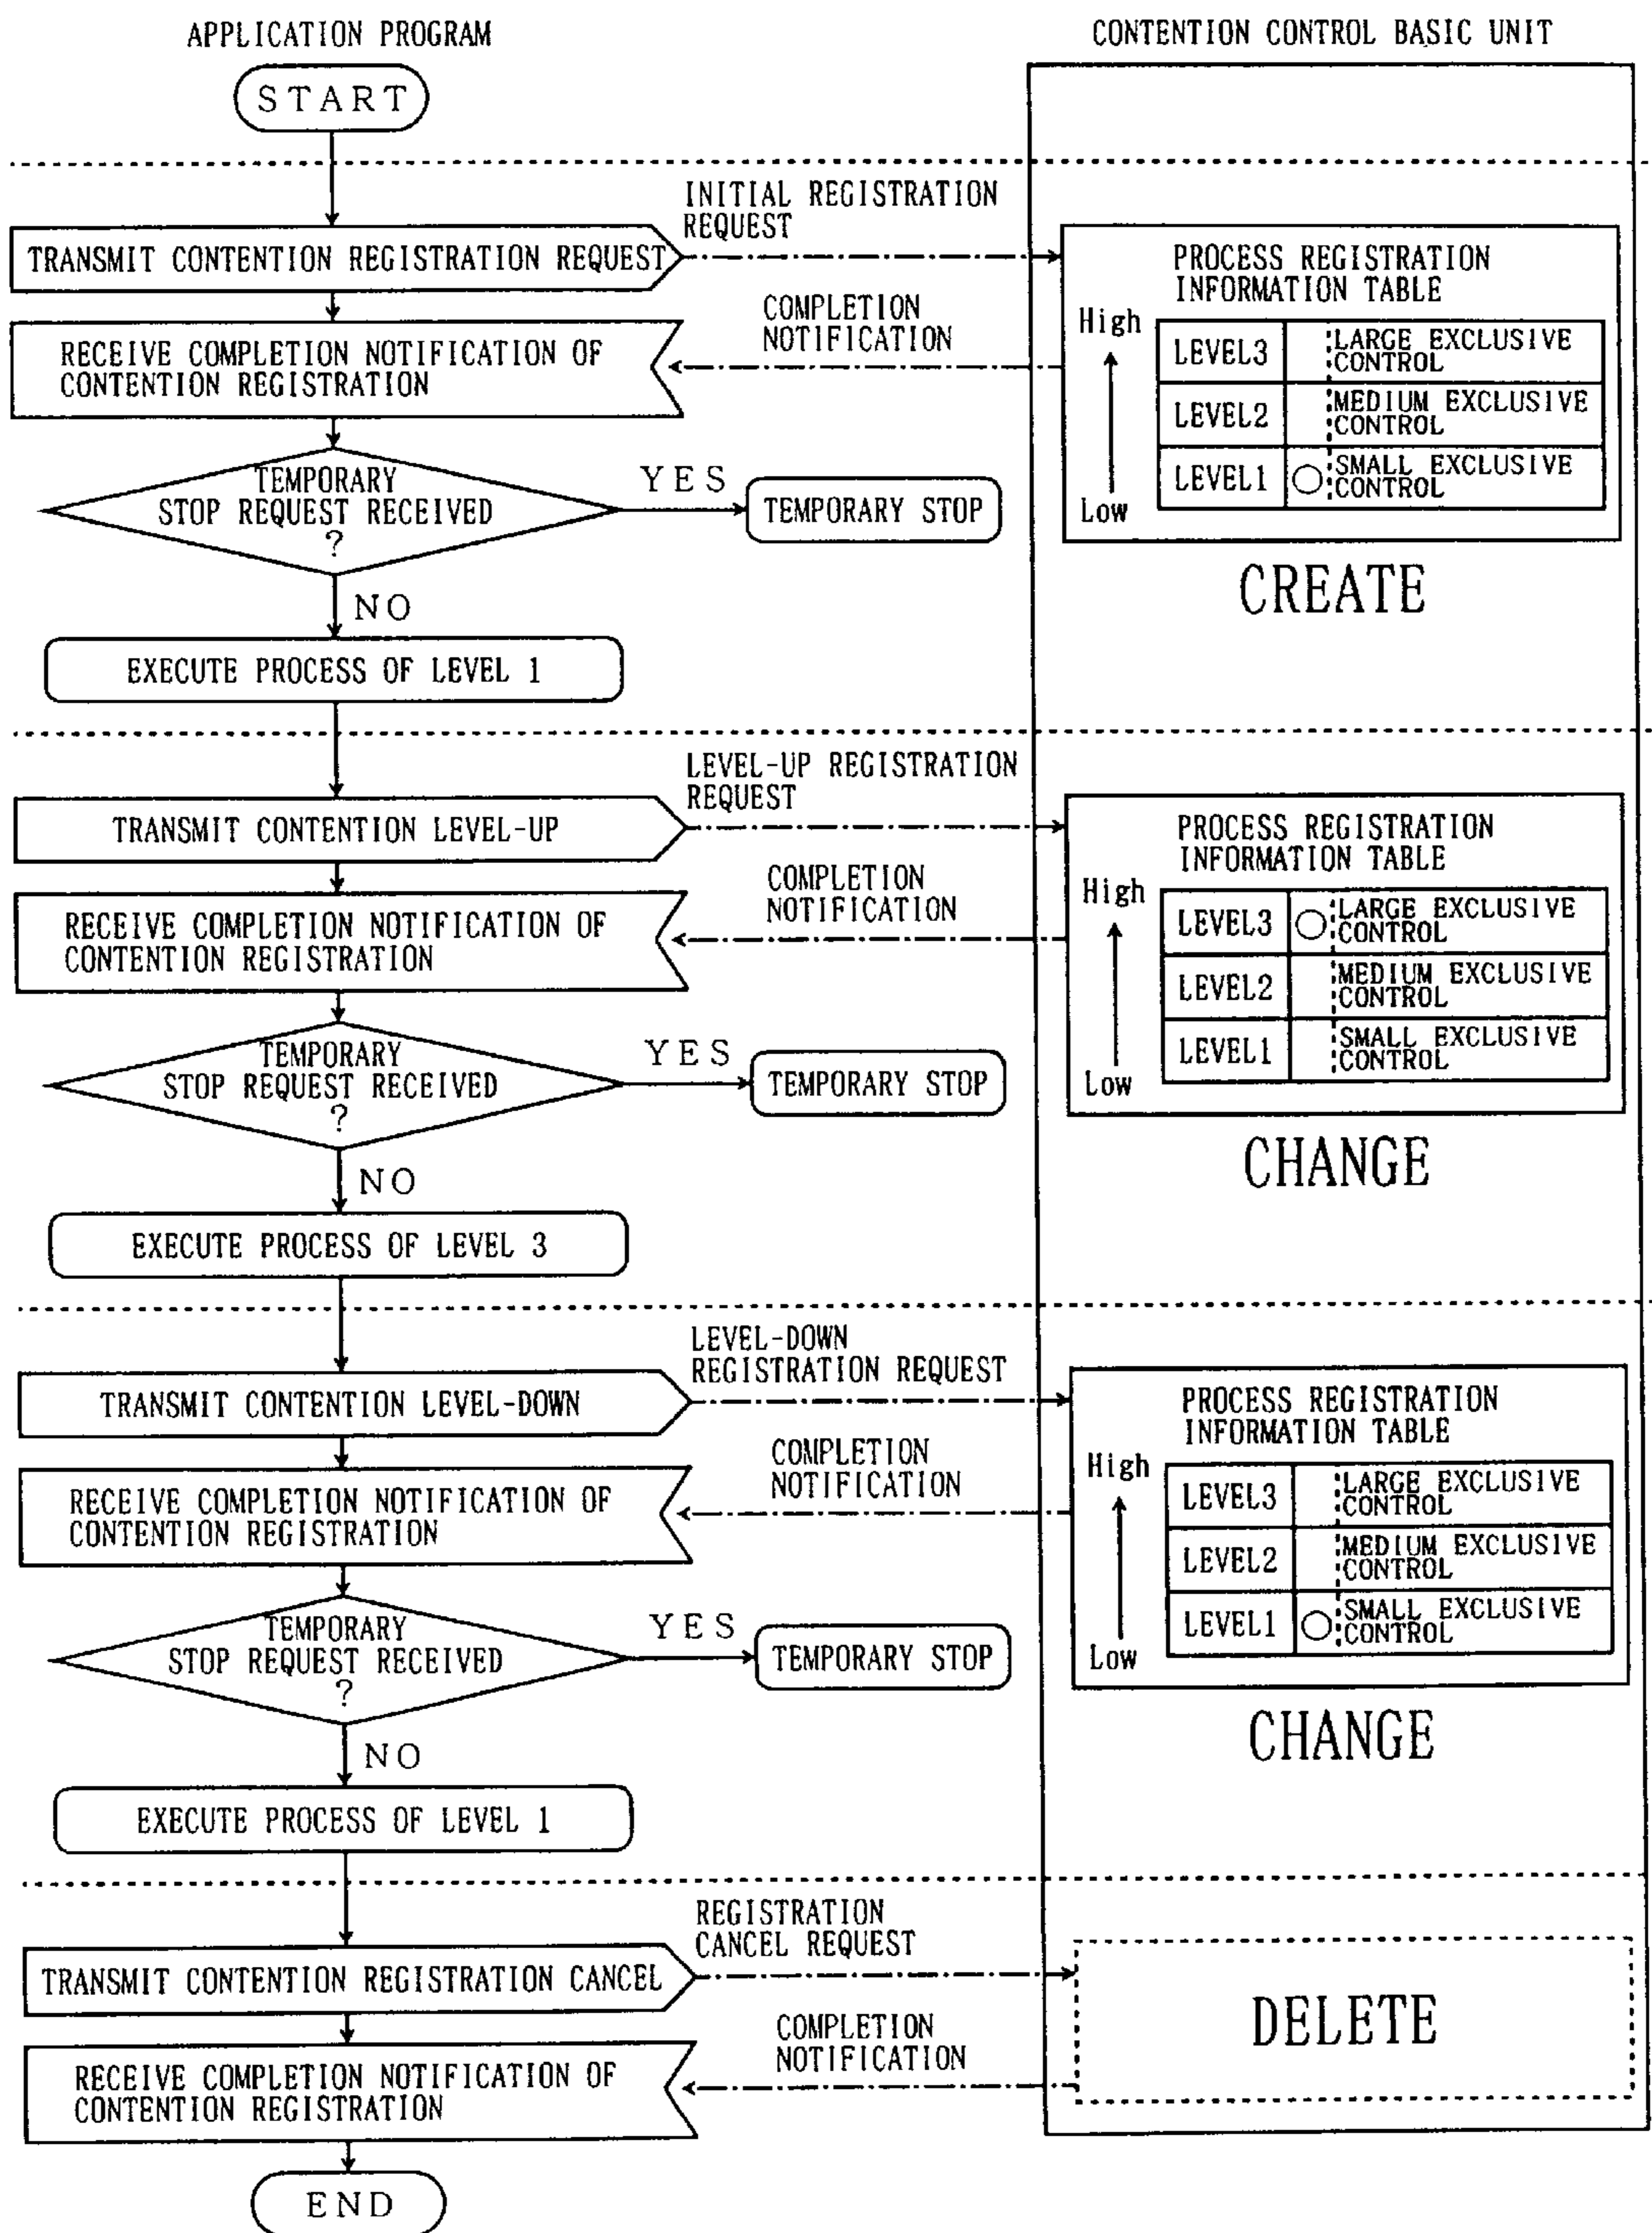 APPLICATION PROGRAM
CONTENTION CONTROL BASIC UNIT
START
INITIAL REGISTRATION
REQUEST
TRANSMIT CONTENTION REGISTRATION REQUEST
PROCESS REGISTRATION
INFORMATION TABLE
COMPLETION
NOTIFICATION
RECEIVE COMPLETION NOTIFICATION OF
CONTENTION REGISTRATION
High
LEVEL3
LARGE EXCLUSIVE
CONTROL
LEVEL2
MEDIUM EXCLUSIVE
CONTROL
LEVEL1
○
SMALL EXCLUSIVE
CONTROL
Low
TEMPORARY
STOP REQUEST RECEIVED
?
YES
TEMPORARY STOP
CREATE
NO
EXECUTE PROCESS OF LEVEL 1
LEVEL-UP REGISTRATION
REQUEST
TRANSMIT CONTENTION LEVEL-UP
PROCESS REGISTRATION
INFORMATION TABLE
COMPLETION
NOTIFICATION
RECEIVE COMPLETION NOTIFICATION OF
CONTENTION REGISTRATION
High
LEVEL3
○
LARGE EXCLUSIVE
CONTROL
LEVEL2
MEDIUM EXCLUSIVE
CONTROL
LEVEL1
SMALL EXCLUSIVE
CONTROL
Low
TEMPORARY
STOP REQUEST RECEIVED
?
YES
TEMPORARY STOP
CHANGE
NO
EXECUTE PROCESS OF LEVEL 3
LEVEL-DOWN
REGISTRATION REQUEST
TRANSMIT CONTENTION LEVEL-DOWN
PROCESS REGISTRATION
INFORMATION TABLE
COMPLETION
NOTIFICATION
RECEIVE COMPLETION NOTIFICATION OF
CONTENTION REGISTRATION
High
LEVEL3
LARGE EXCLUSIVE
CONTROL
LEVEL2
MEDIUM EXCLUSIVE
CONTROL
LEVEL1
○
SMALL EXCLUSIVE
CONTROL
Low
TEMPORARY
STOP REQUEST RECEIVED
?
YES
TEMPORARY STOP
CHANGE
NO
EXECUTE PROCESS OF LEVEL 1
REGISTRATION
CANCEL REQUEST
TRANSMIT CONTENTION REGISTRATION CANCEL
DELETE
COMPLETION
NOTIFICATION
RECEIVE COMPLETION NOTIFICATION OF
CONTENTION REGISTRATION
END